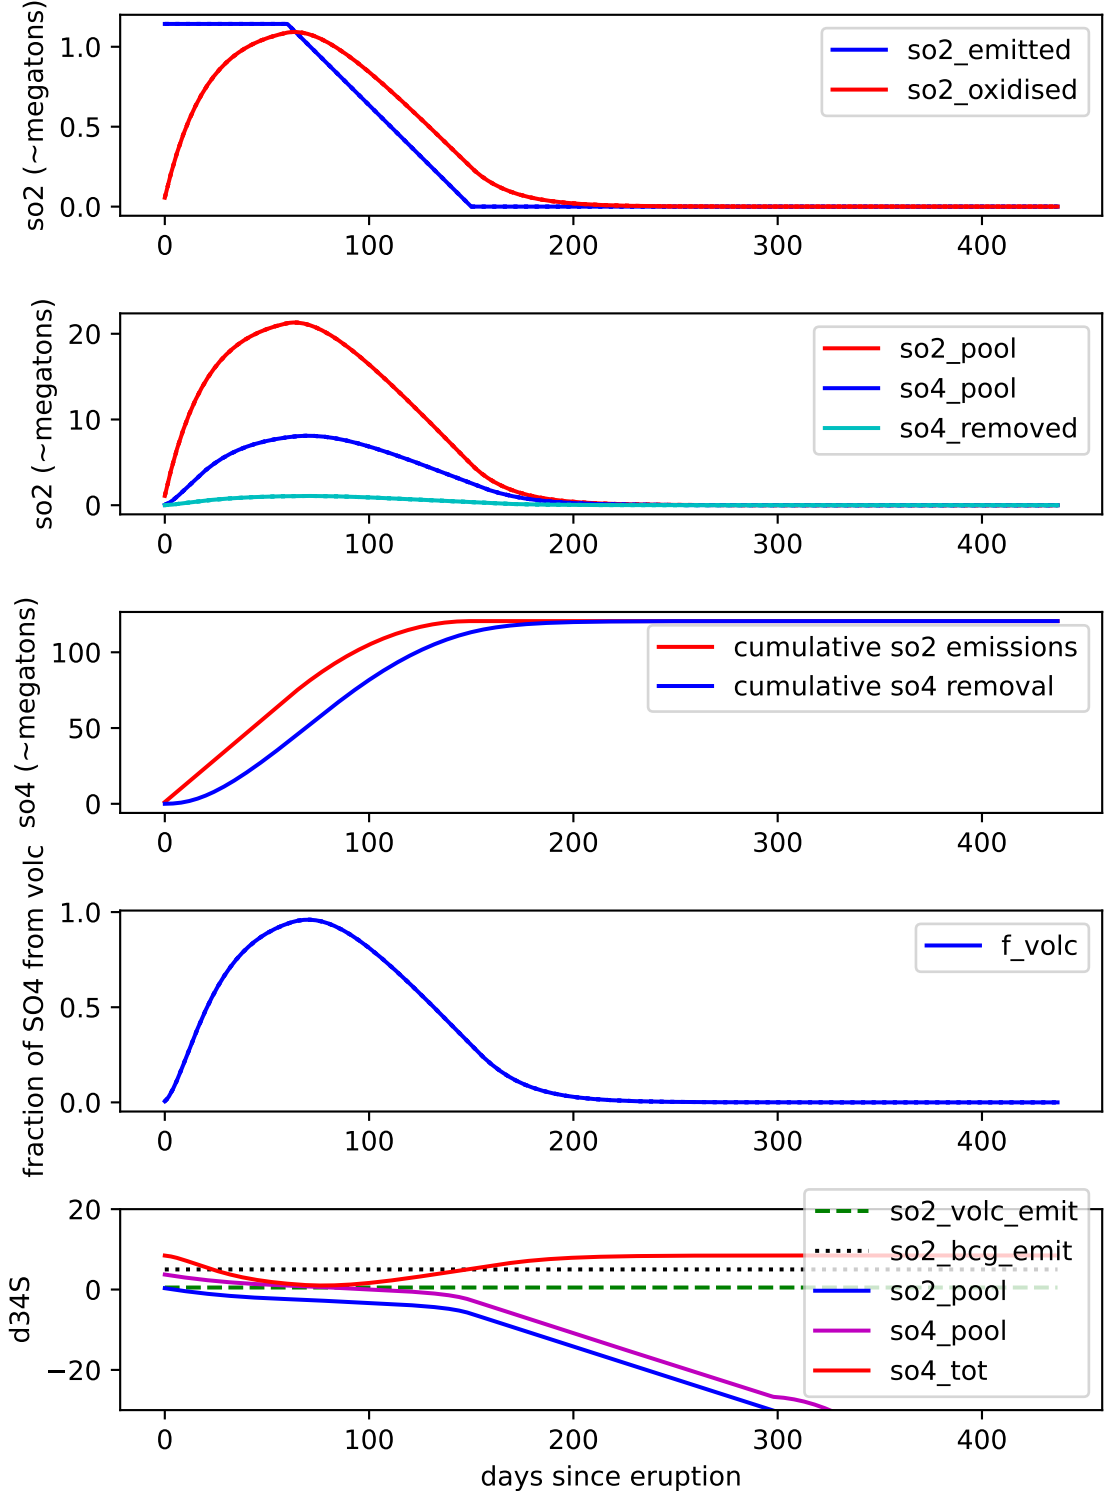 so2 (~megatons)
1.0
0.5
0.0
so2_emitted
so2_oxidised
0 100 200 300 400
so2 (~megatons)
20
10
0
so2_pool
so4_pool
so4_removed
0 100 200 300 400
so4 (~megatons)
100
50
0
cumulative so2 emissions
cumulative so4 removal
0 100 200 300 400
fraction of SO4 from volc
1.0
0.5
0.0
f_volc
0 100 200 300 400
d34S
20
0
−20
so2_volc_emit
so2_bcg_emit
so2_pool
so4_pool
so4_tot
0 100 200 300 400
days since eruption